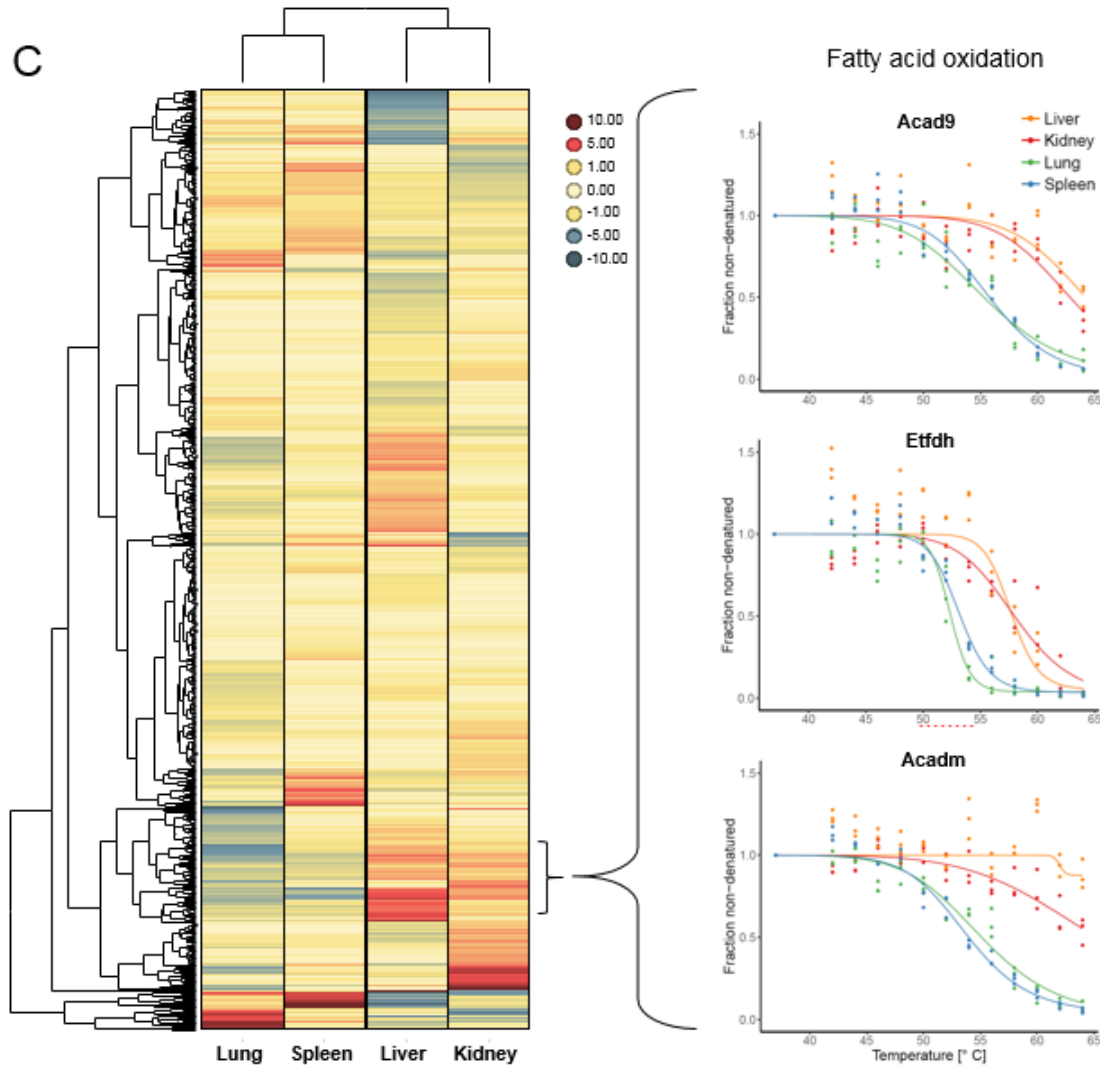 C
10.00
5.00
1.00
0.00
-1.00
-5.00
-10.00
Lung Spleen Liver Kidney
Fatty acid oxidation
Acad9
Liver
Kidney
Lung
Spleen
Fraction non-denatured
1.5
1.0
0.5
0.0
40 45 50 55 60 65
Etfdh
Fraction non-denatured
1.5
1.0
0.5
0.0
40 45 50 55 60 65
Acadm
Fraction non-denatured
1.5
1.0
0.5
0.0
40 45 50 55 60 65
Temperature [° C]